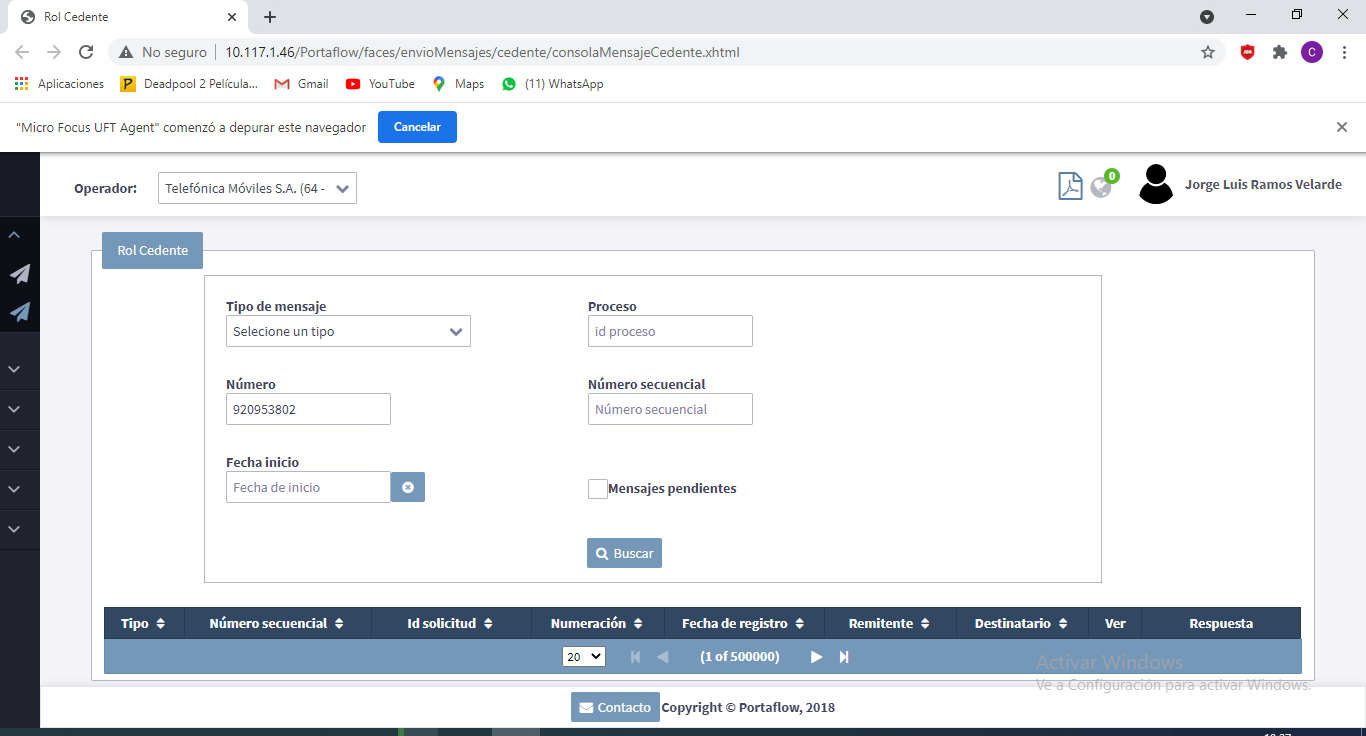 Rol Cedente
No seguro 10.117.1.46/Portaflow/faces/envioMensajes/cedente/consolaMensajeCedente.xhtml
C
Aplicaciones Deadpool 2 Película... Gmail YouTube Maps (11) WhatsApp
"Micro Focus UFT Agent" comenzó a depurar este navegador Cancelar
Operador: Telefónica Móviles S.A. (64 - 0 Jorge Luis Ramos Velarde
Rol Cedente
Tipo de mensaje Proceso
Selecione un tipo id proceso
Número Número secuencial
920953802 Número secuencial
Fecha inicio
Fecha de inicio Mensajes pendientes
Buscar
Tipo Número secuencial Id solicitud Numeración Fecha de registro Remitente Destinatario Ver Respuesta
20 (1 of 500000)
Activar Windows
Ve a Configuración para activar Windows.
Contacto Copyright © Portaflow, 2018